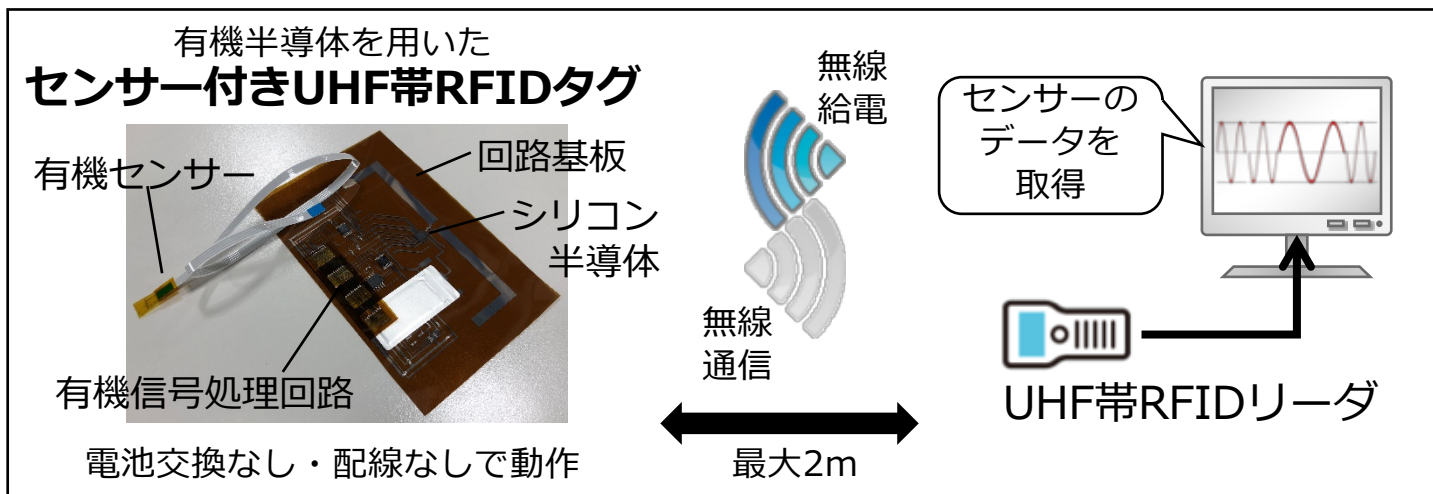 有機半導体を用いた
センサー付きUHF帯RFIDタグ
有機センサー
回路基板
シリコン
半導体
有機信号処理回路
電池交換なし・配線なしで動作
無線
給電
無線
通信
最大2m
センサーの
データを
取得
UHF帯RFIDリーダ